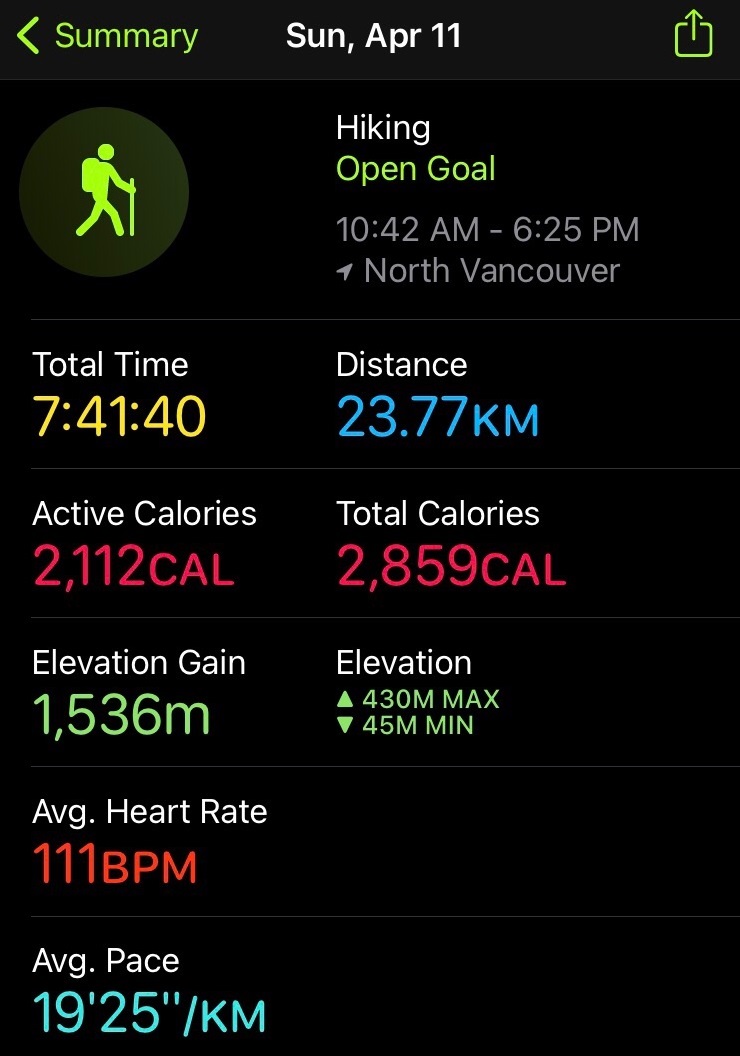 Summary
Sun, Apr 11
Hiking
Open Goal
10:42 AM - 6:25 PM
North Vancouver
Total Time
7:41:40
Distance
23.77KM
Active Calories
2,112CAL
Total Calories
2,859CAL
Elevation Gain
1,536m
Elevation
▲ 430M MAX
▼ 45M MIN
Avg. Heart Rate
111BPM
Avg. Pace
19'25''/KM